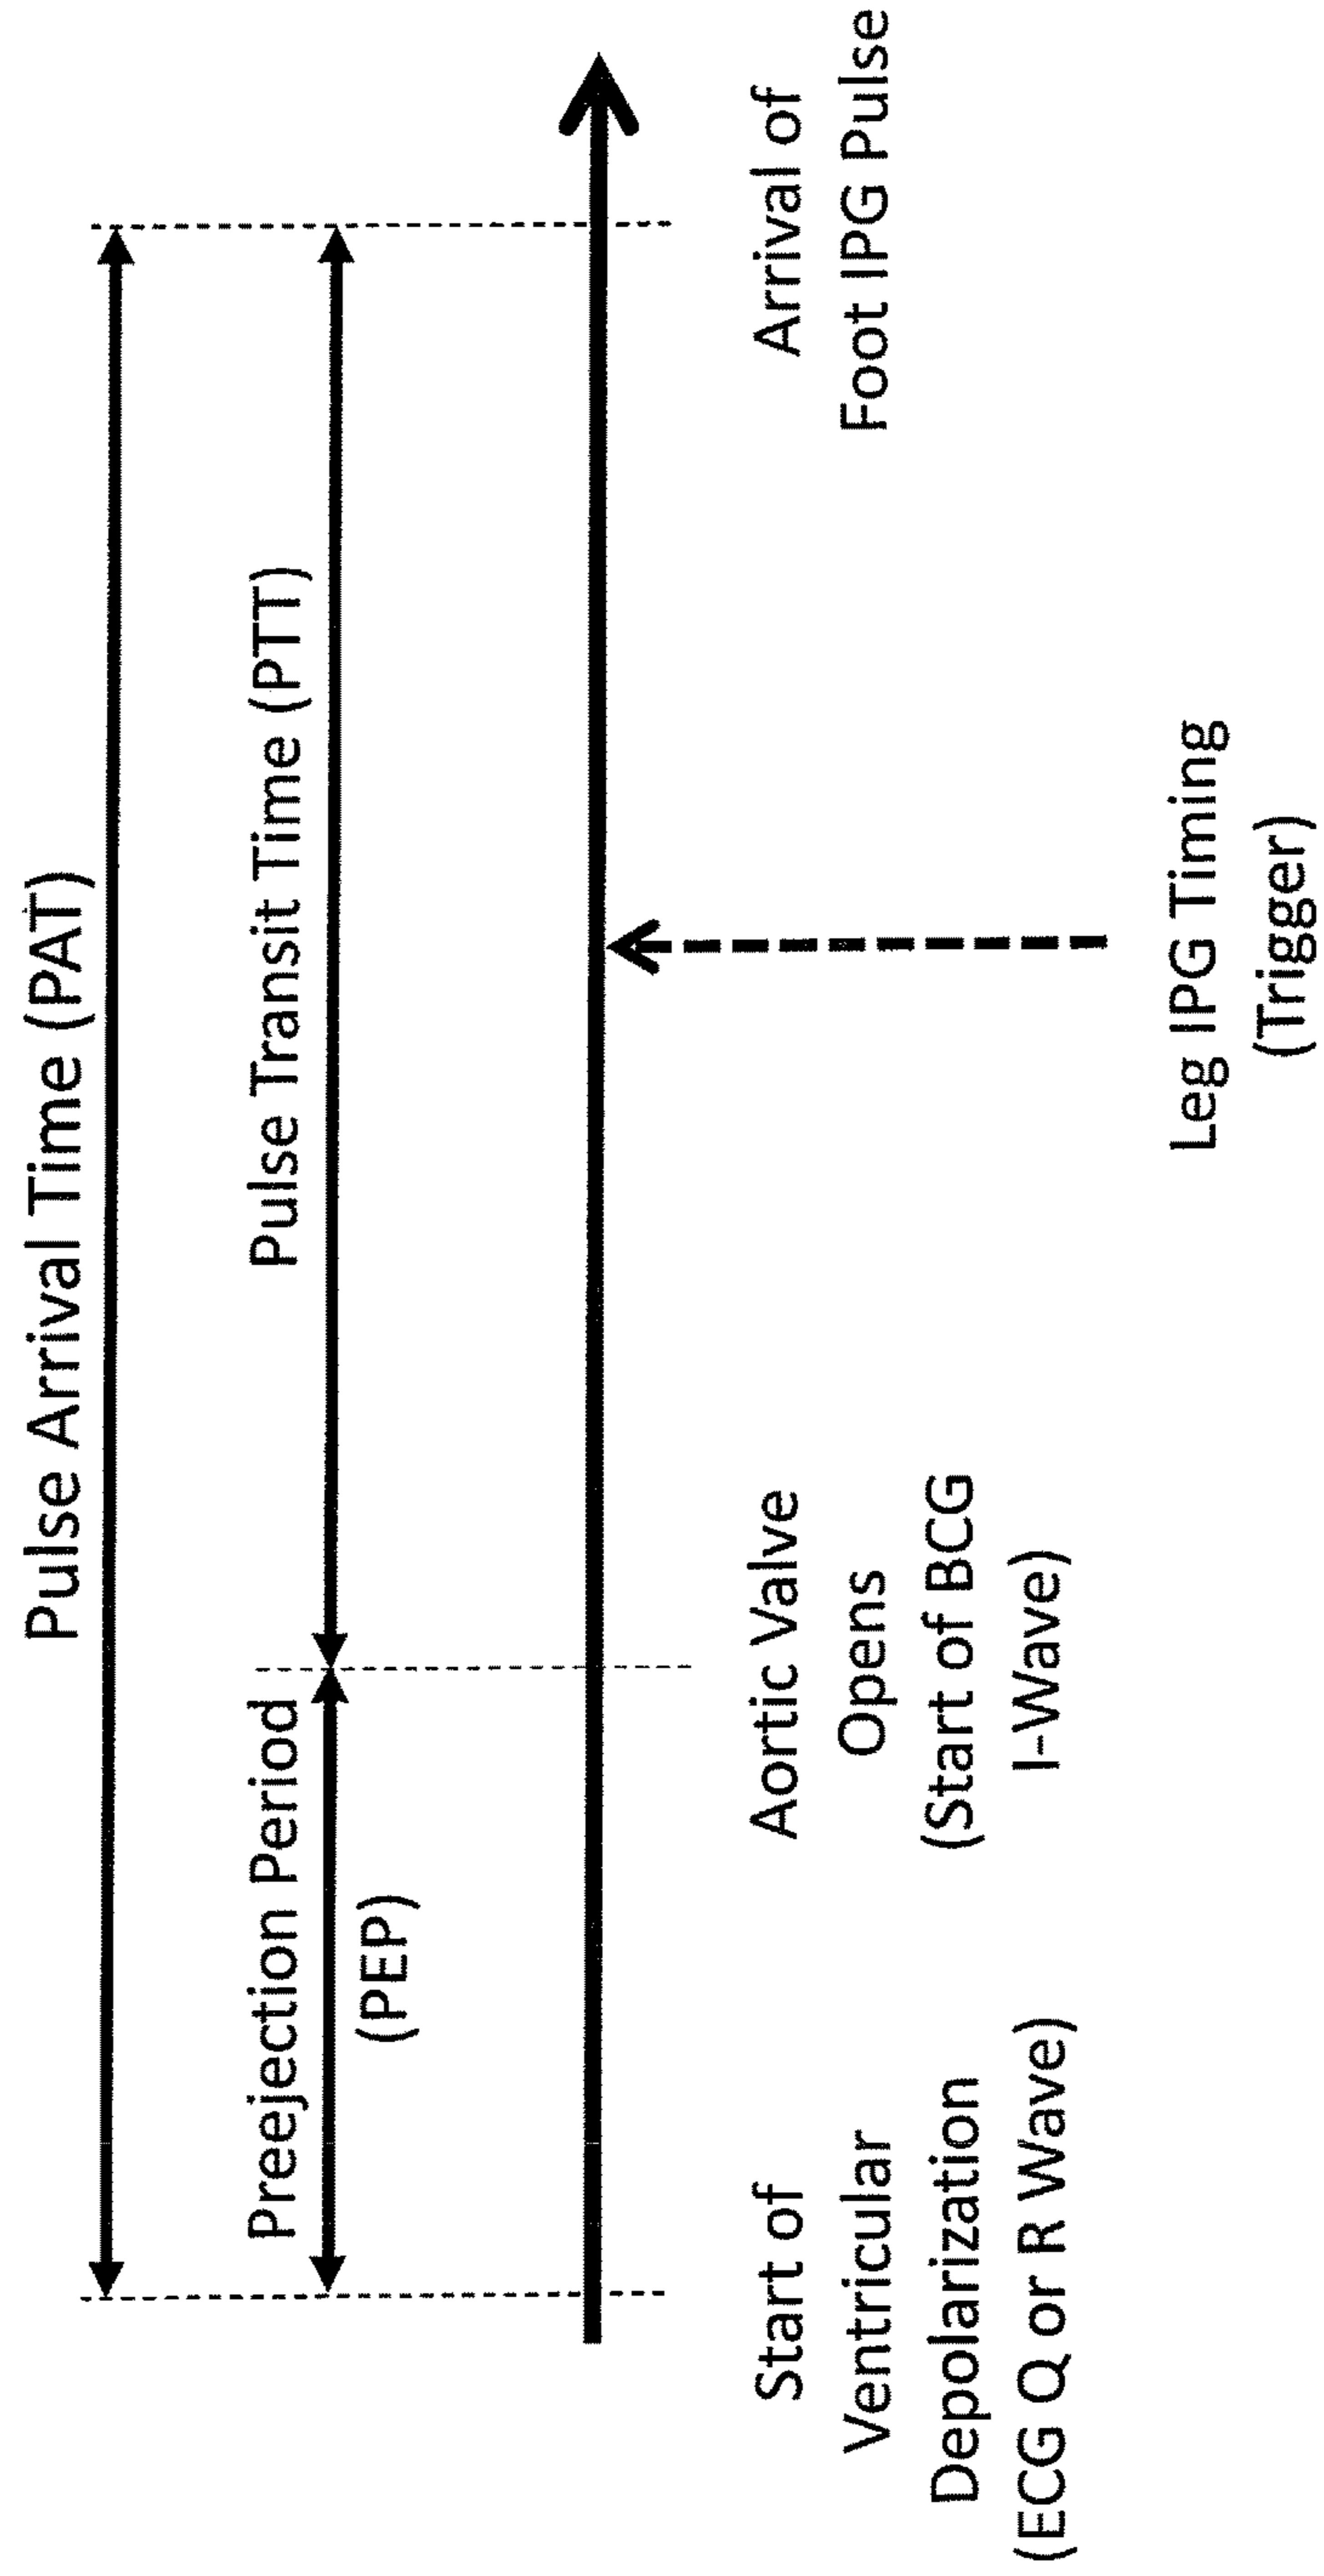 Pulse Arrival Time (PAT)
Preejection Period
(PEP)
Pulse Transit Time (PTT)
Start of
Ventricular
Depolarization
(ECG Q or R Wave)
Aortic Valve
Opens
(Start of BCG
I-Wave)
Arrival of
Foot IPG Pulse
Leg IPG Timing
(Trigger)